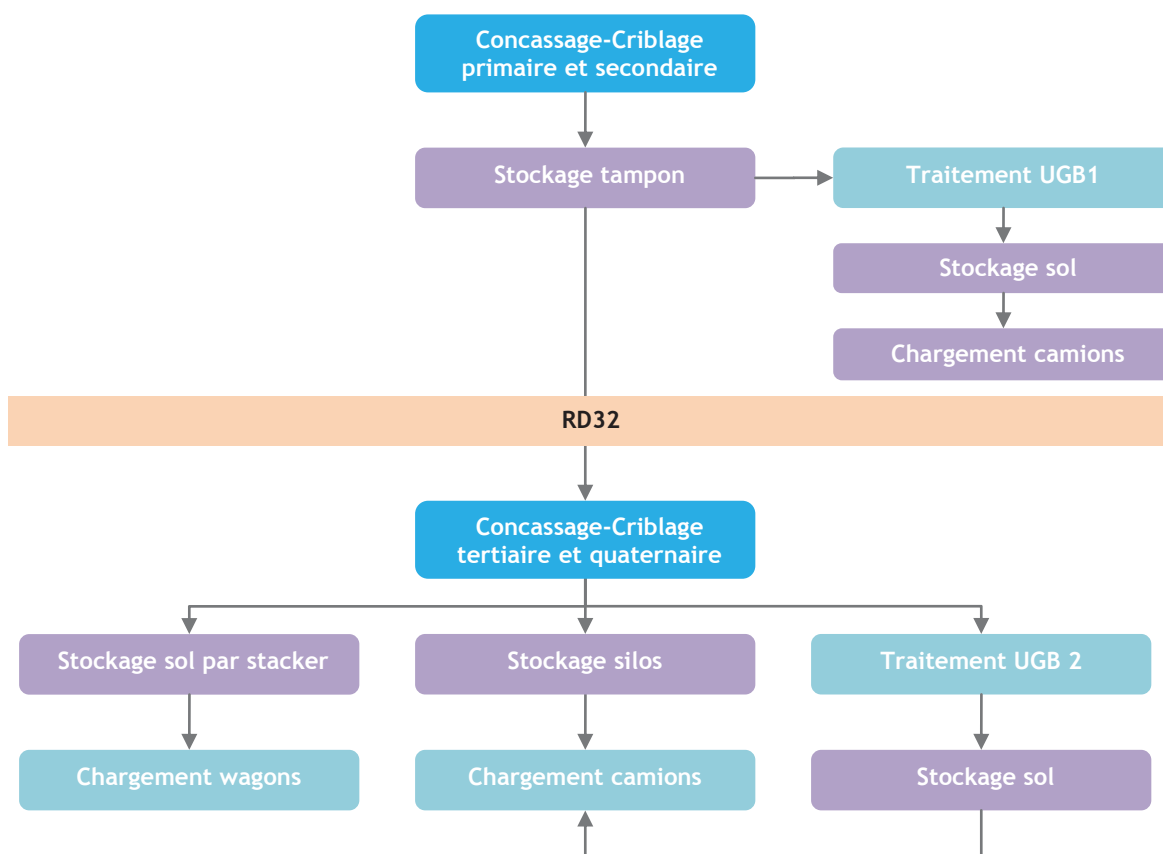 Concassage-Criblage
primaire et secondaire
Stockage tampon
Traitement UGB1
Stockage sol
Chargement camions
RD32
Concassage-Criblage
tertiaire et quaternaire
Stockage sol par stacker
Stockage silos
Traitement UGB 2
Chargement wagons
Chargement camions
Stockage sol